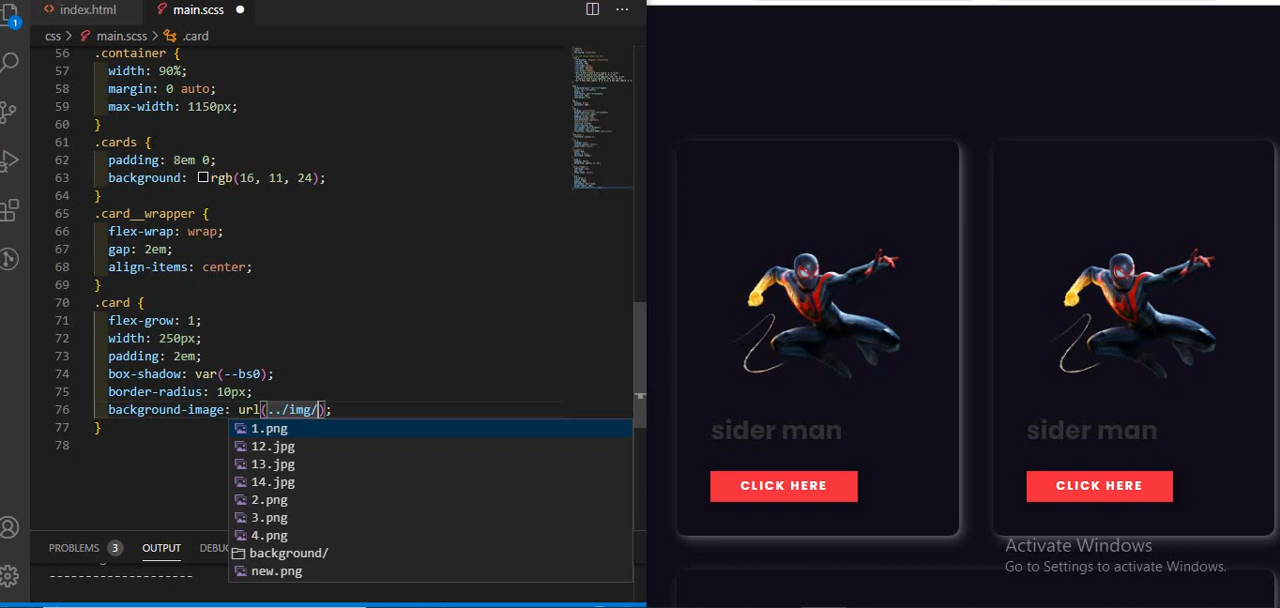 index.html
main.scss
css > main.scss > .card
1
56 .container {
57 width: 90%;
58 margin: 0 auto;
59 max-width: 1150px;
60 }
61 .cards {
62 padding: 8em 0;
63 background: rgb(16, 11, 24);
64 }
65 .card__wrapper {
66 flex-wrap: wrap;
67 gap: 2em;
68 align-items: center;
69 }
70 .card {
71 flex-grow: 1;
72 width: 250px;
73 padding: 2em;
74 box-shadow: var(--bs0);
75 border-radius: 10px;
76 background-image: url(../img/);
77 }
78
1.png
12.jpg
13.jpg
14.jpg
2.png
3.png
4.png
background/
new.png
PROBLEMS 3 OUTPUT DEBU
--------------------
sider man
CLICK HERE
sider man
CLICK HERE
Activate Windows
Go to Settings to activate Windows.